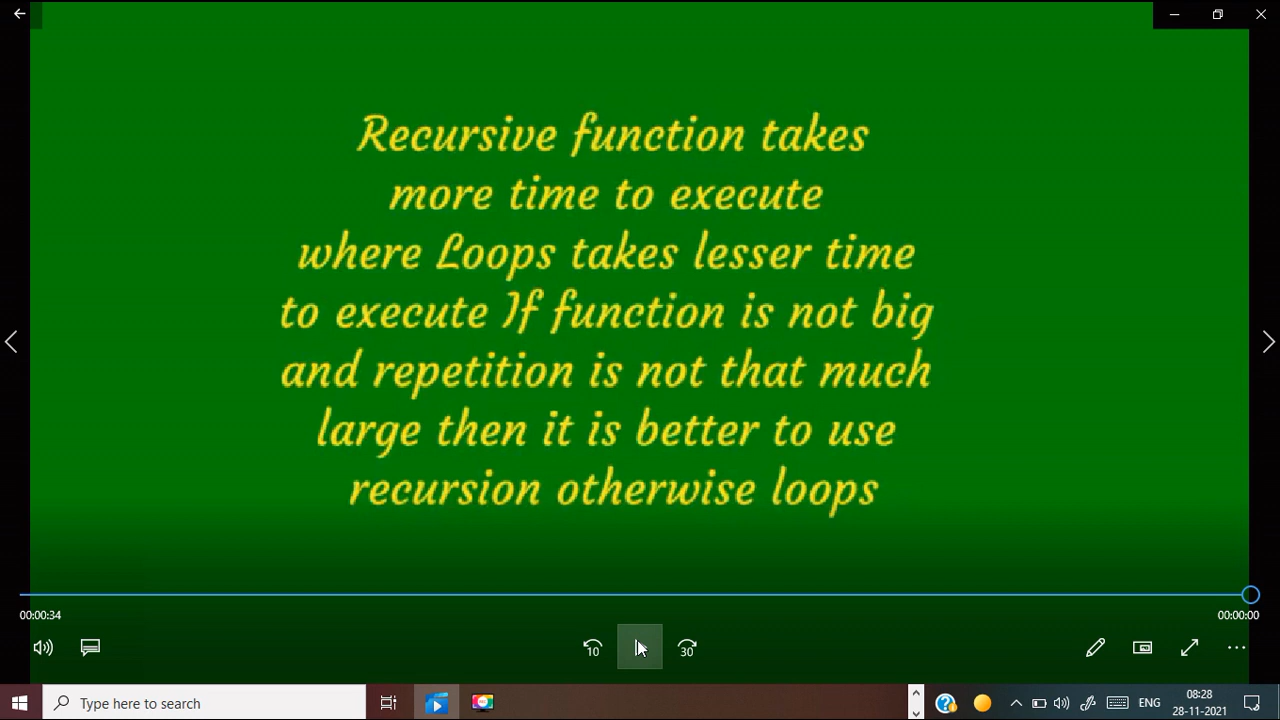 Recursive function takes
more time to execute
where Loops takes lesser time
to execute If function is not big
and repetition is not that much
large then it is better to use
recursion otherwise loops
00:00:34
00:00:00
10
30
Type here to search
ENG
08:28
28-11-2021